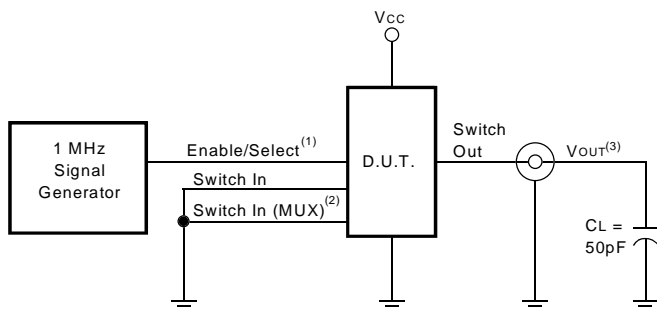 VCC
1 MHz
Signal
Generator
Enable/Select(1)
Switch In
Switch In (MUX)(2)
D.U.T.
Switch
Out
VOUT(3)
CL =
50pF